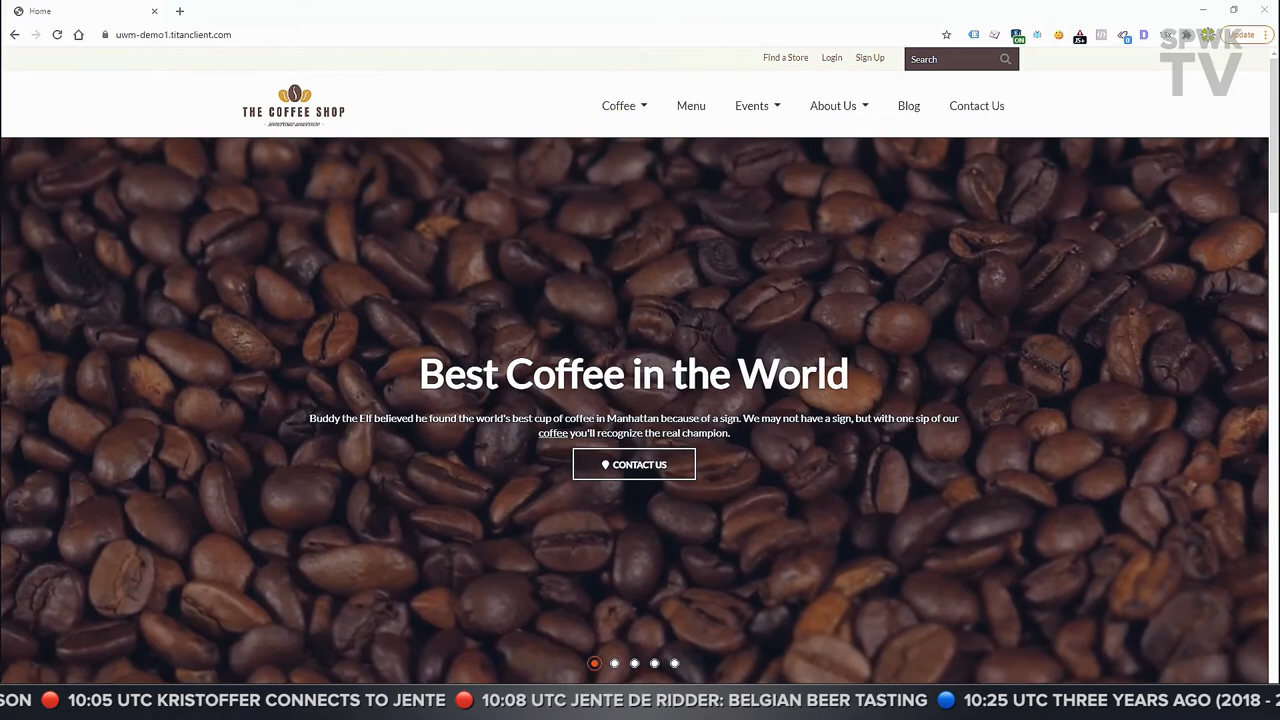 Home
uwm-demo1.titanclient.com
Update
SPWK
TV
Find a Store Login Sign Up Search
THE COFFEE SHOP
Coffee Menu Events About Us Blog Contact Us
Best Coffee in the World
Buddy the Elf believed he found the world's best cup of coffee in Manhattan because of a sign. We may not have a sign, but with one sip of our
coffee you'll recognize the real champion.
CONTACT US
SON 🔴 10:05 UTC KRISTOFFER CONNECTS TO JENTE 🔴 10:08 UTC JENTE DE RIDDER: BELGIAN BEER TASTING 🔵 10:25 UTC THREE YEARS AGO (2018 - 2